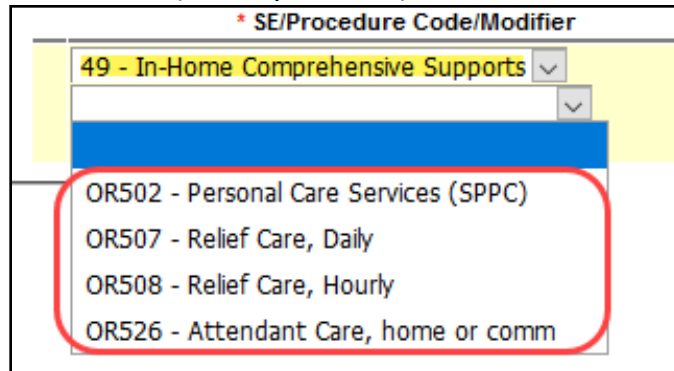 * SE/Procedure Code/Modifier
49 - In-Home Comprehensive Supports
OR502 - Personal Care Services (SPPC)
OR507 - Relief Care, Daily
OR508 - Relief Care, Hourly
OR526 - Attendant Care, home or comm